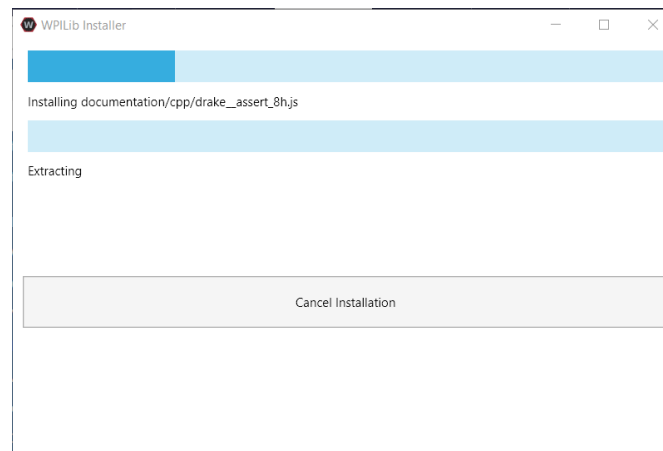 WPILib Installer
Installing documentation/cpp/drake__assert_8h.js
Extracting
Cancel Installation